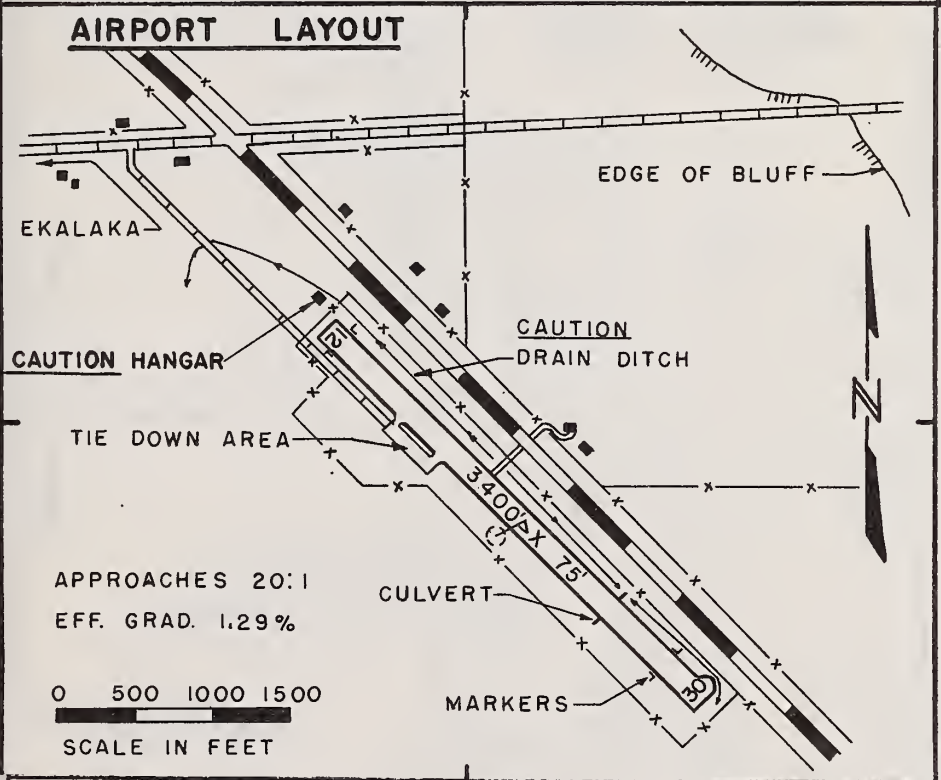 AIRPORT LAYOUT
EDGE OF BLUFF
EKALAKA
12
CAUTION HANGAR
CAUTION
DRAIN DITCH
N
TIE DOWN AREA
3400' X 75'
APPROACHES 20:1
CULVERT
EFF. GRAD. 1.29%
30
MARKERS
0 500 1000 1500
SCALE IN FEET